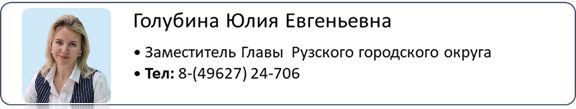 Голубина Юлия Евгеньевна
• Заместитель Главы Рузского городского округа
• Тел: 8-(49627) 24-706